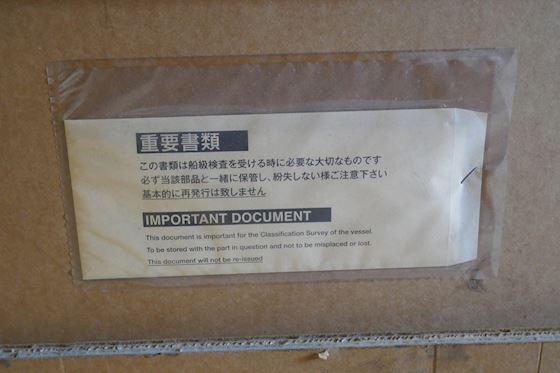 重要書類
この書類は船級検査を受ける時に必要な大切なものです
必ず当該部品と一緒に保管し、紛失しない様ご注意下さい
基本的に再発行は致しません
IMPORTANT DOCUMENT
This document is important for the Classification Survey of the vessel.
To be stored with the part in question and not to be misplaced or lost.
This document will not be re-issued